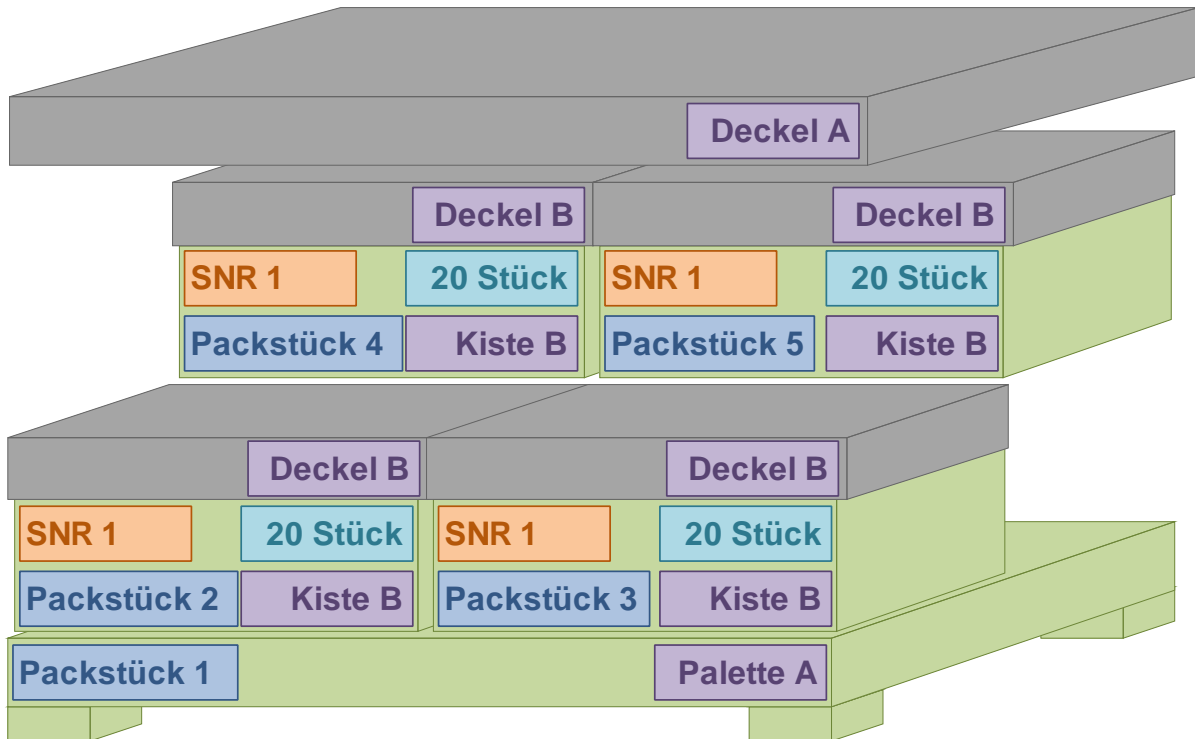 Deckel A
Deckel B
Deckel B
SNR 1
20 Stück
SNR 1
20 Stück
Packstück 4
Kiste B
Packstück 5
Kiste B
Deckel B
Deckel B
SNR 1
20 Stück
SNR 1
20 Stück
Packstück 2
Kiste B
Packstück 3
Kiste B
Packstück 1
Palette A